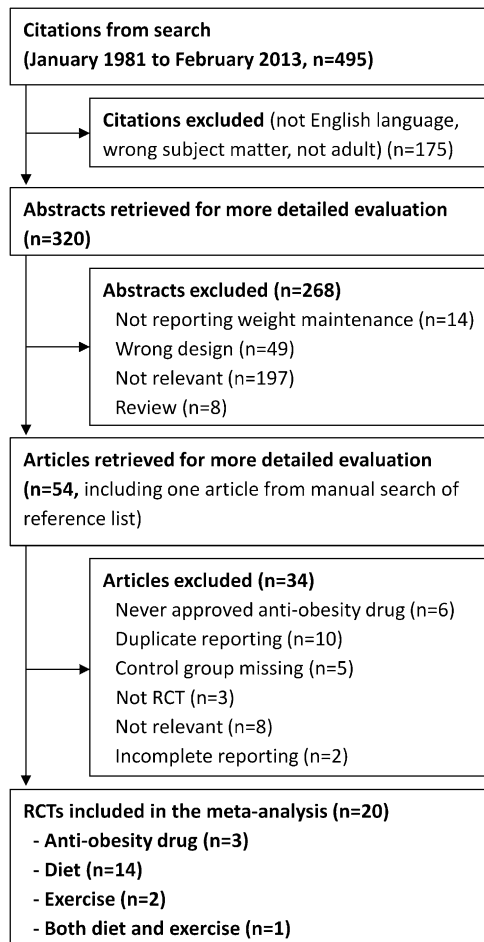 Citations from search
(January 1981 to February 2013, n=495)
Citations excluded (not English language,
wrong subject matter, not adult) (n=175)
Abstracts retrieved for more detailed evaluation
(n=320)
Abstracts excluded (n=268)
Not reporting weight maintenance (n=14)
Wrong design (n=49)
Not relevant (n=197)
Review (n=8)
Articles retrieved for more detailed evaluation
(n=54, including one article from manual search of
reference list)
Articles excluded (n=34)
Never approved anti-obesity drug (n=6)
Duplicate reporting (n=10)
Control group missing (n=5)
Not RCT (n=3)
Not relevant (n=8)
Incomplete reporting (n=2)
RCTs included in the meta-analysis (n=20)
- Anti-obesity drug (n=3)
- Diet (n=14)
- Exercise (n=2)
- Both diet and exercise (n=1)